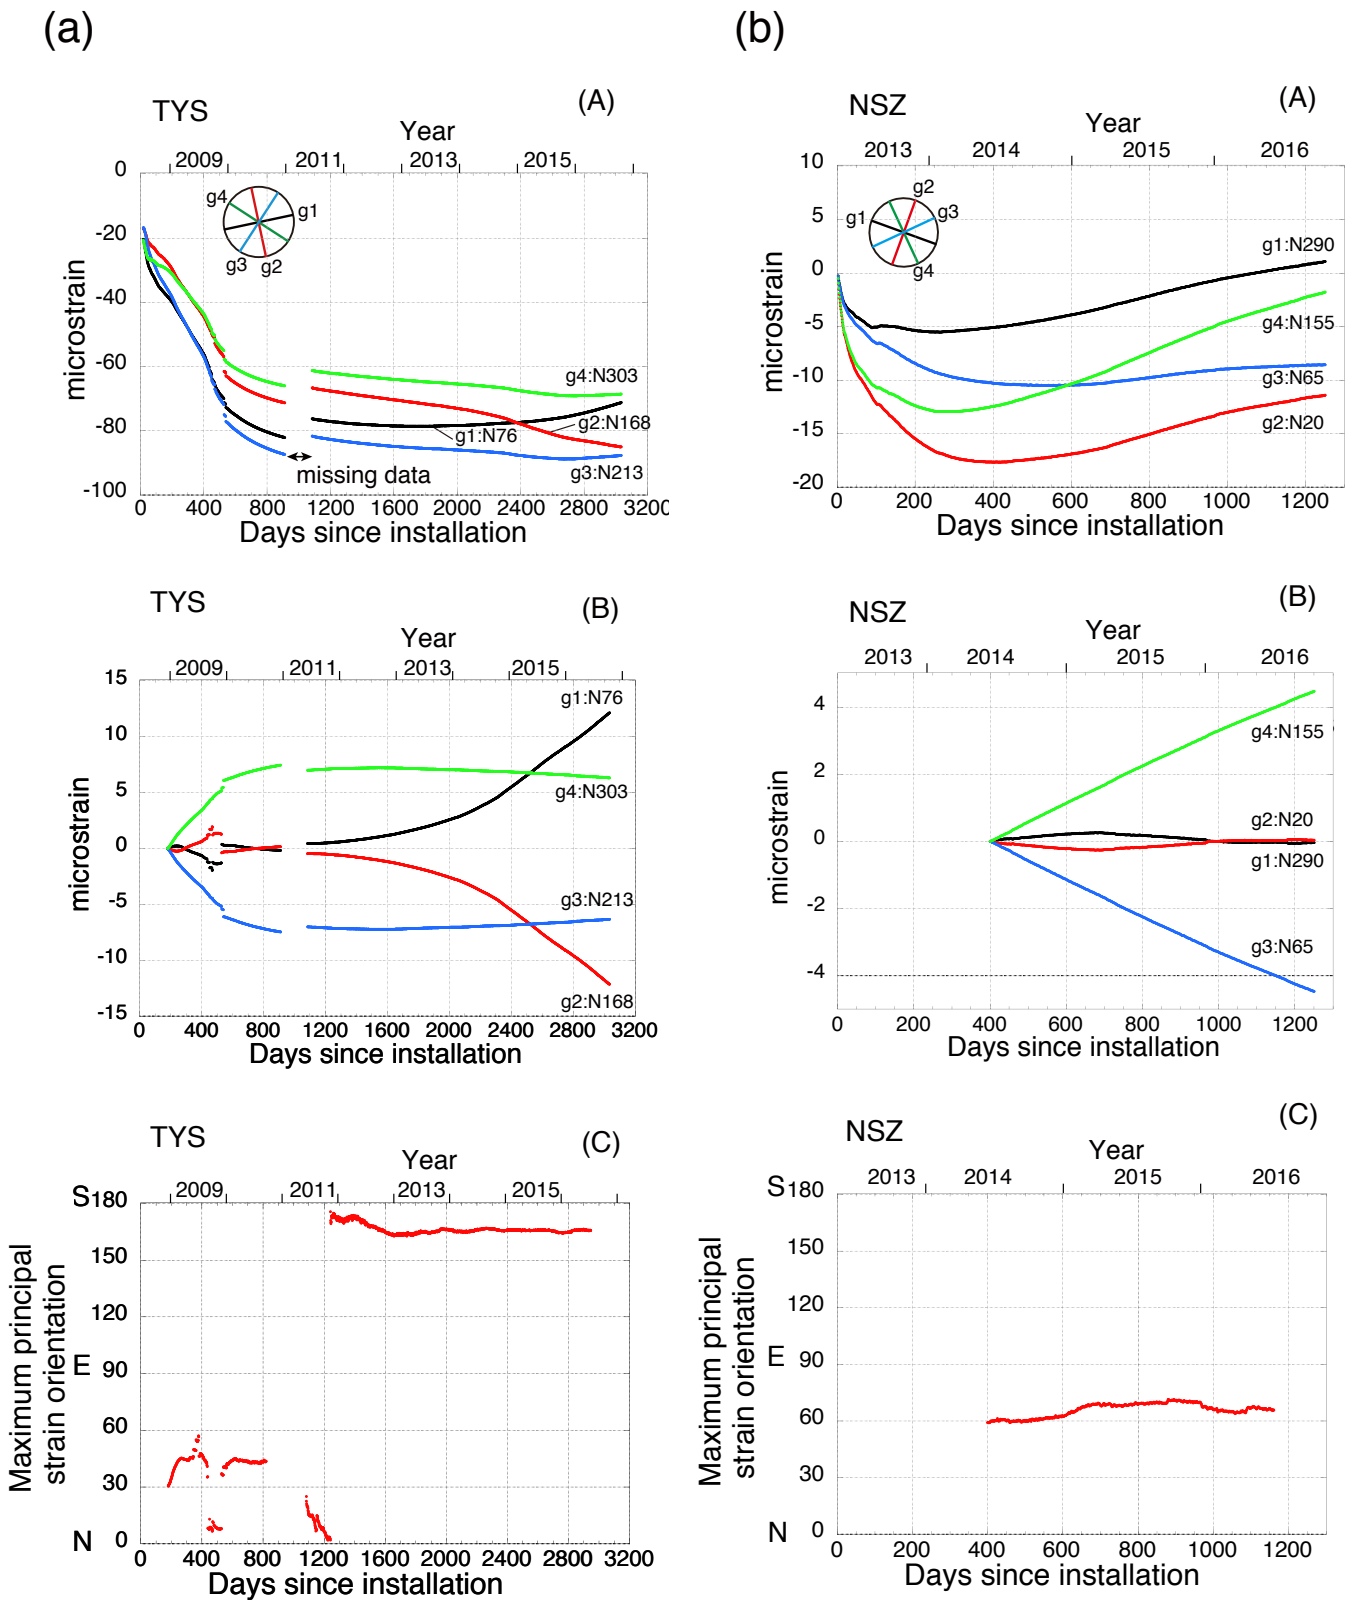 (a)
(b)
TYS
(A)
Year
2009
2011
2013
2015
0
-20
-40
-60
-80
-100
microstrain
g4
g1
g3
g2
g4:N303
g2:N168
g1:N76
g3:N213
missing data
0
400
800
1200
1600
2000
2400
2800
3200
Days since installation
NSZ
(A)
Year
2013
2014
2015
2016
10
5
0
-5
-10
-15
-20
microstrain
g2
g1
g3
g4
g1:N290
g4:N155
g3:N65
g2:N20
0
200
400
600
800
1000
1200
Days since installation
TYS
(B)
Year
2009
2011
2013
2015
15
10
5
0
-5
-10
-15
microstrain
g1:N76
g4:N303
g3:N213
g2:N168
0
400
800
1200
1600
2000
2400
2800
3200
Days since installation
NSZ
(B)
Year
2013
2014
2015
2016
4
2
0
-2
-4
microstrain
g4:N155
g2:N20
g1:N290
g3:N65
0
200
400
600
800
1000
1200
Days since installation
TYS
(C)
Year
2009
2011
2013
2015
S 180
150
120
E 90
60
30
N 0
Maximum principal
strain orientation
0
400
800
1200
1600
2000
2400
2800
3200
Days since installation
NSZ
(C)
Year
2013
2014
2015
2016
S 180
150
120
E 90
60
30
N 0
Maximum principal
strain orientation
0
200
400
600
800
1000
1200
Days since installation